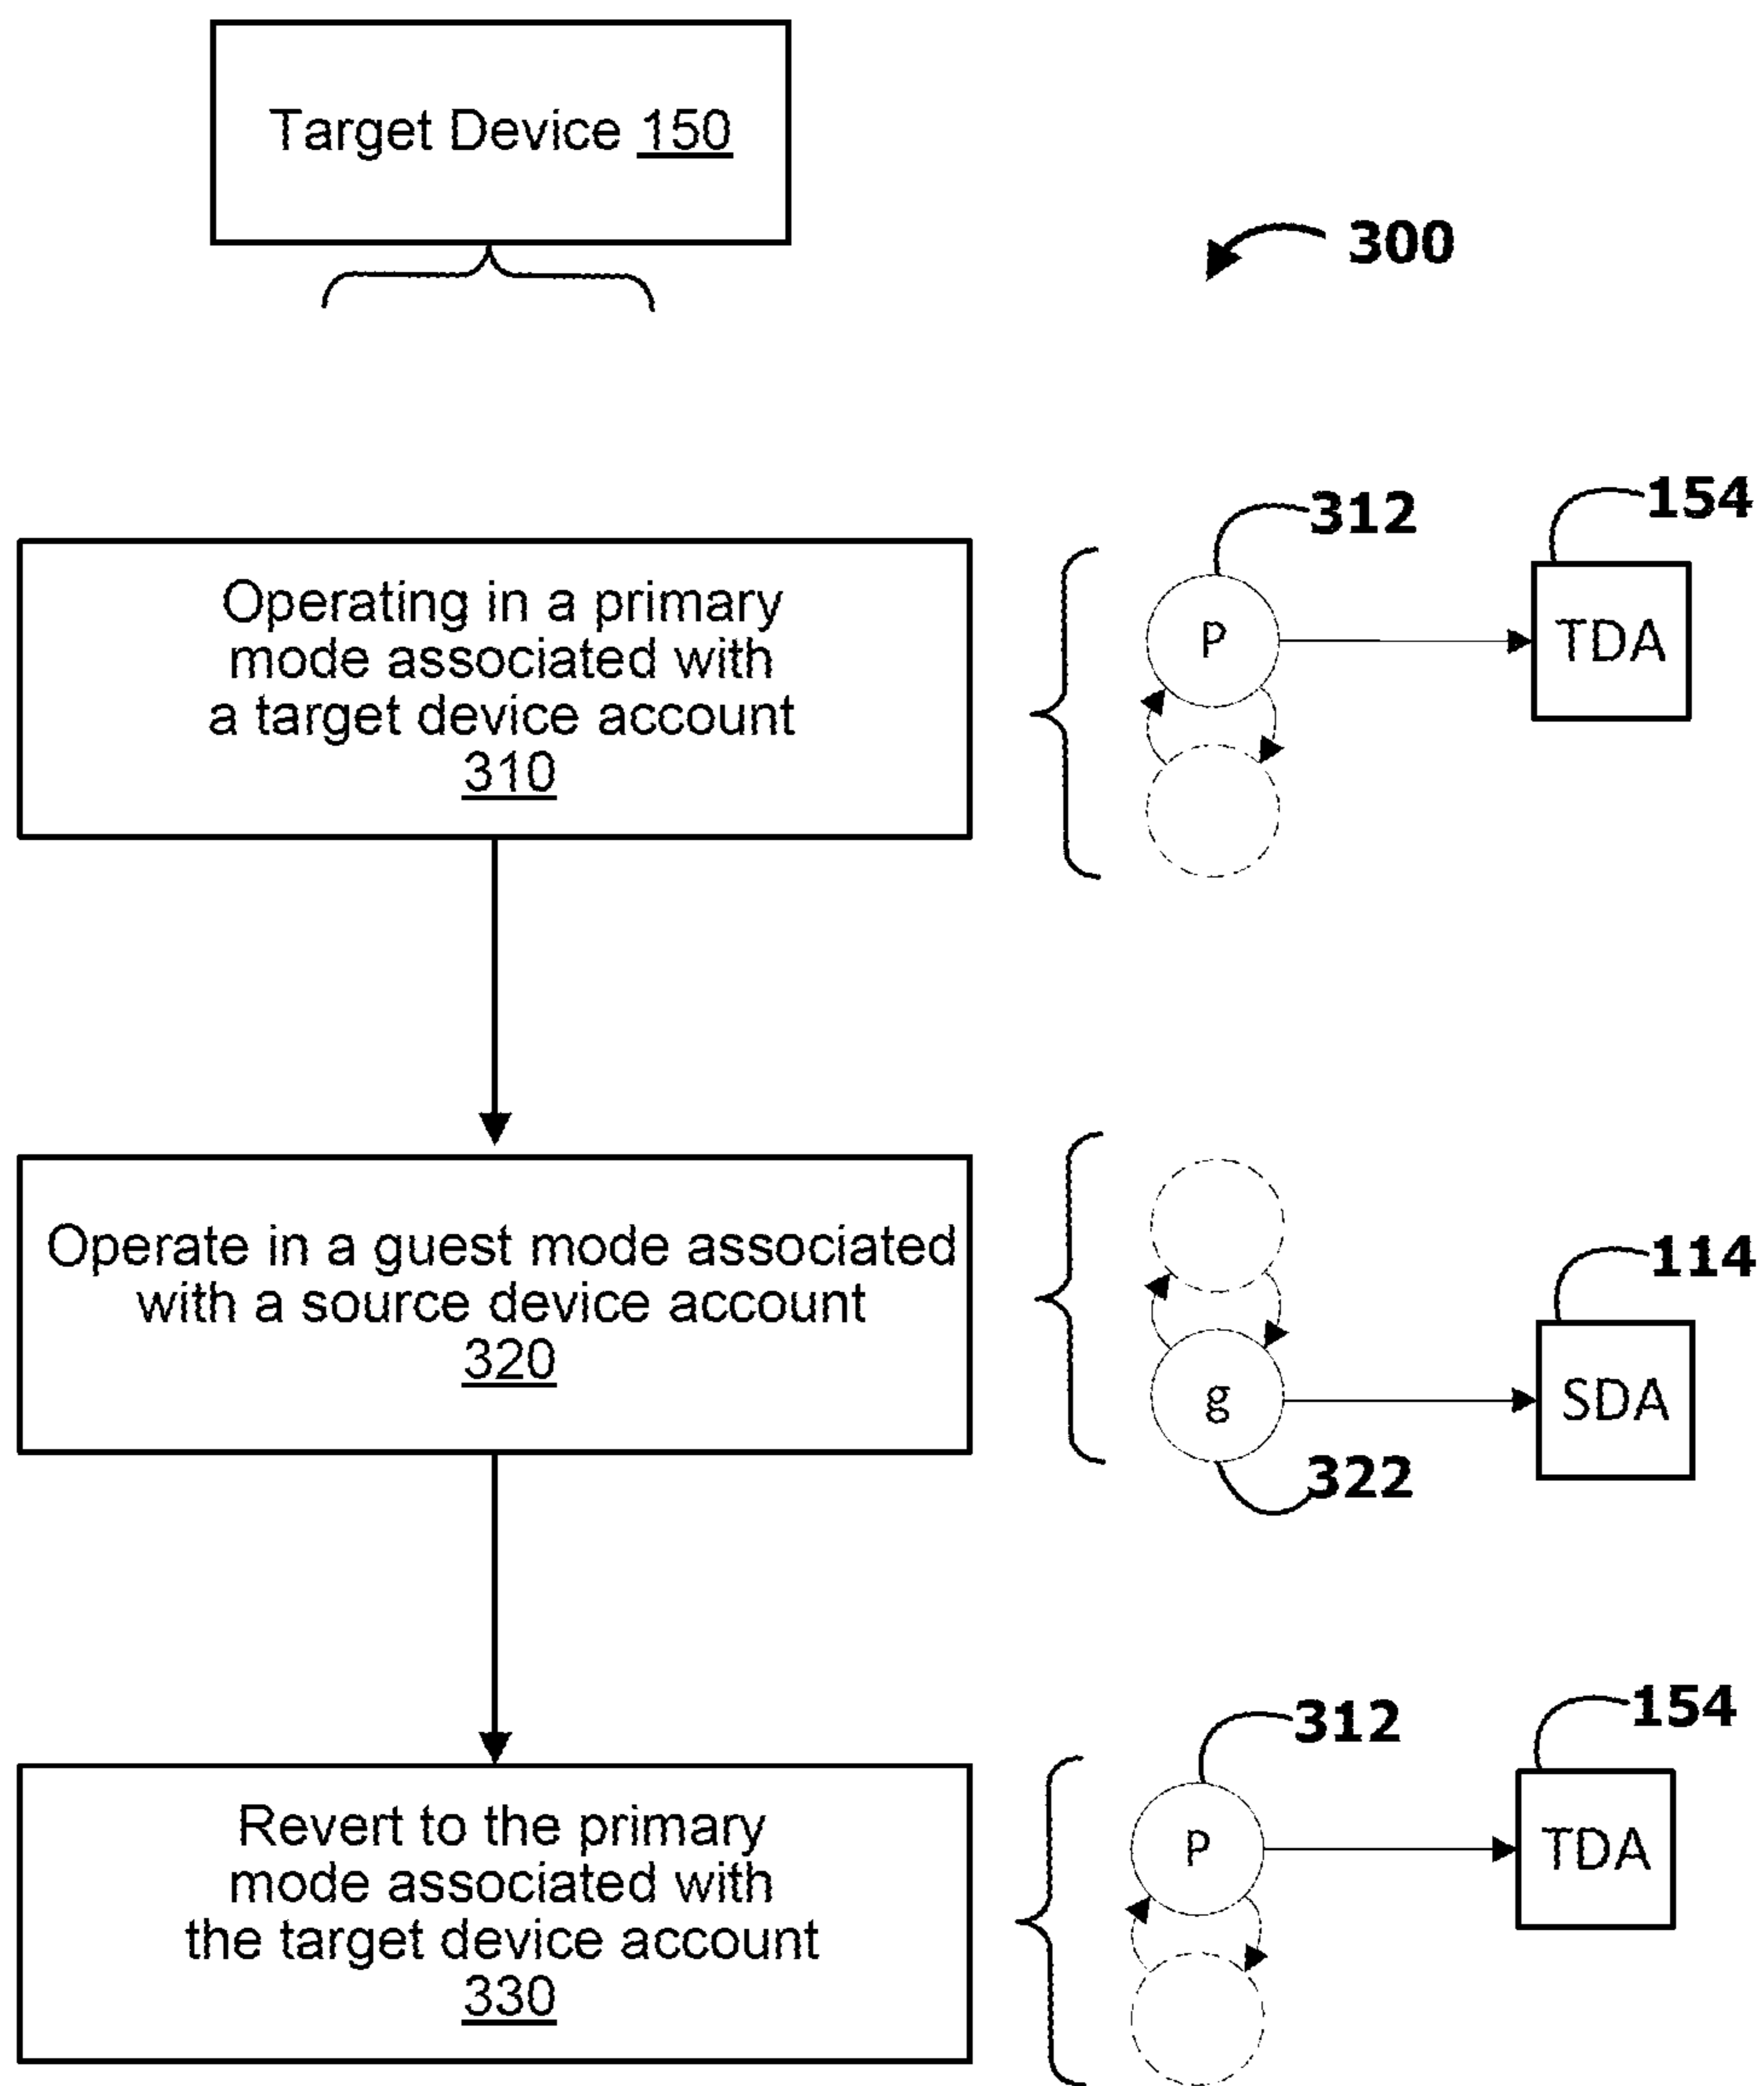 Target Device 150
300
Operating in a primary
mode associated with
a target device account
310
312
154
P
TDA
Operate in a guest mode associated
with a source device account
320
114
g
SDA
322
Revert to the primary
mode associated with
the target device account
330
312
154
P
TDA